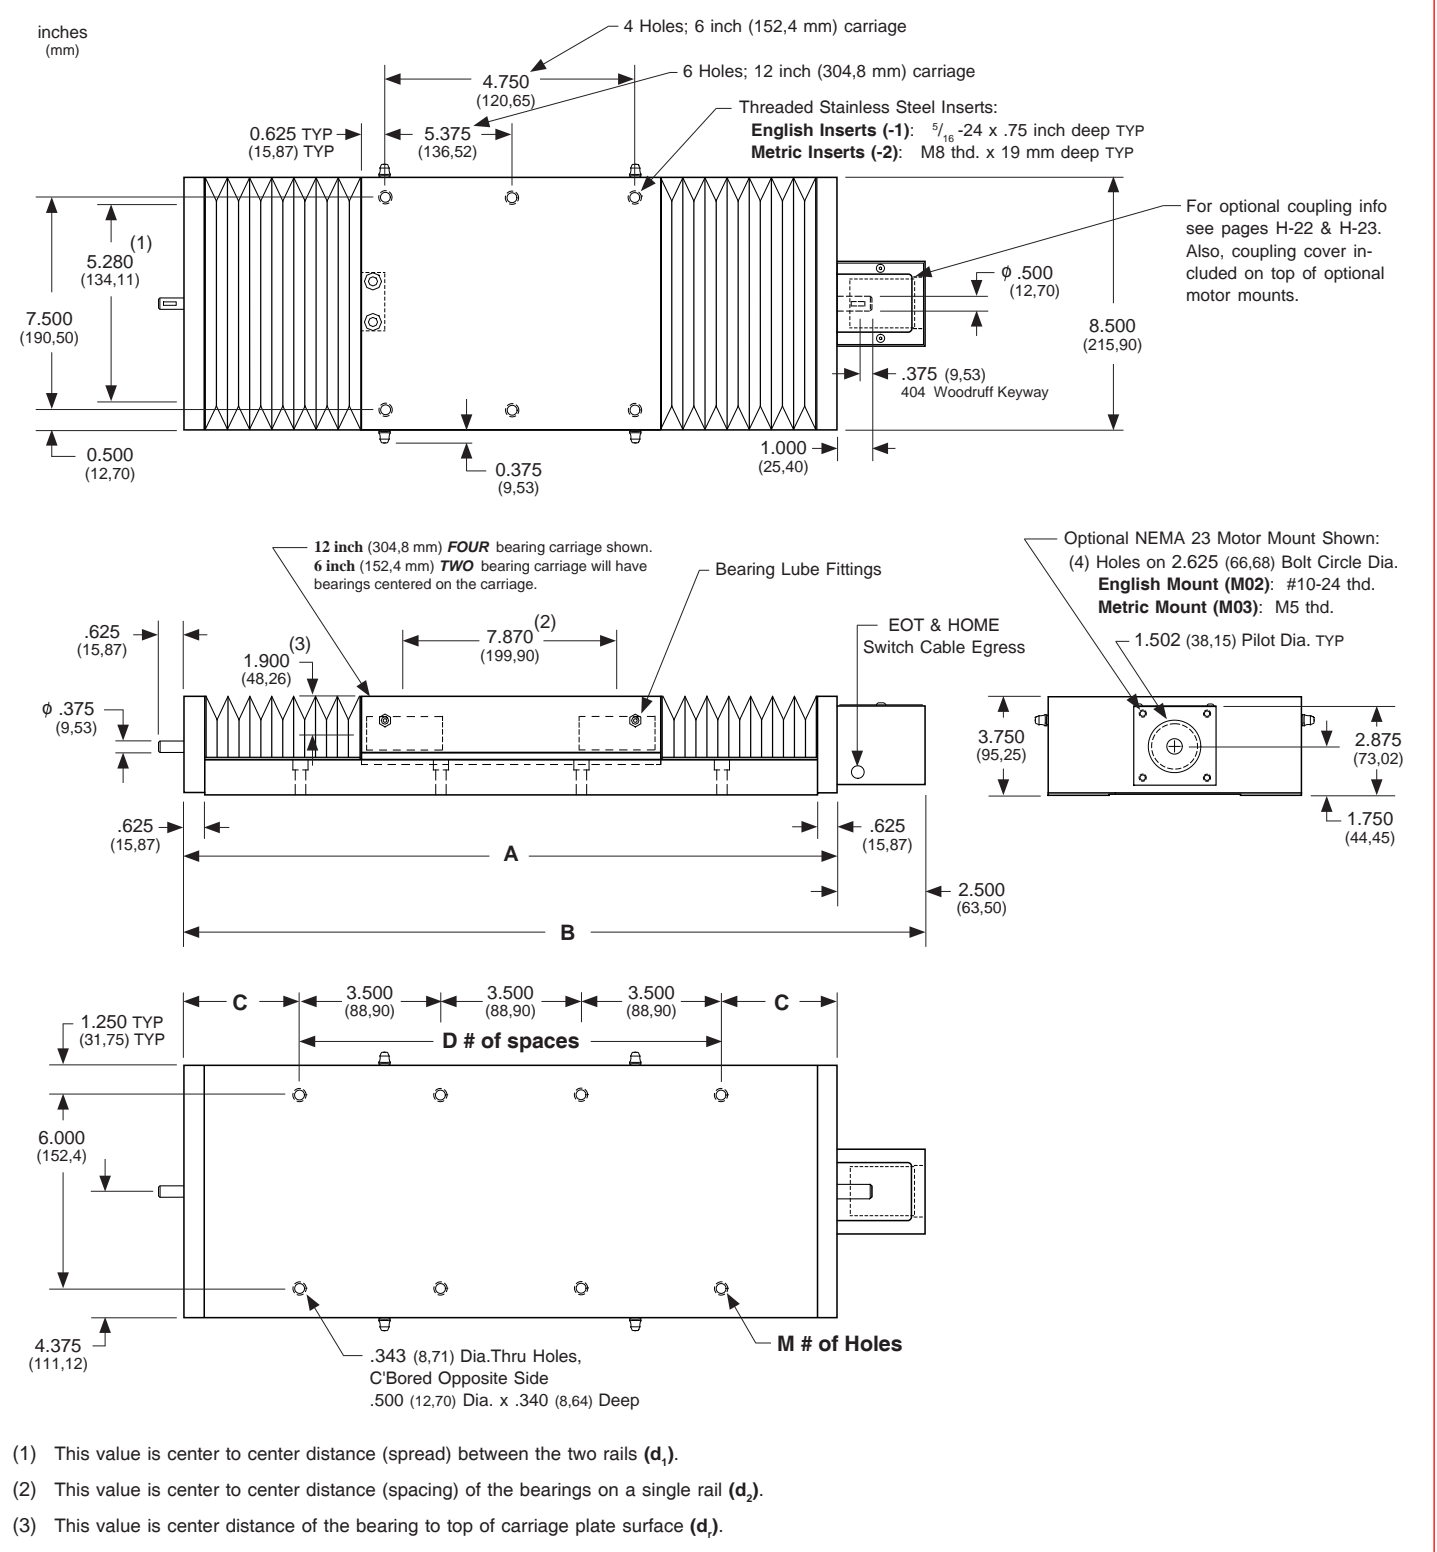 inches
(mm)
4 Holes; 6 inch (152,4 mm) carriage
4.750
(120,65)
6 Holes; 12 inch (304,8 mm) carriage
Threaded Stainless Steel Inserts:
English Inserts (-1): 5/16 -24 x .75 inch deep TYP
Metric Inserts (-2): M8 thd. x 19 mm deep TYP
0.625 TYP
(15,87) TYP
5.375
(136,52)
For optional coupling info
see pages H-22 & H-23.
Also, coupling cover in-
cluded on top of optional
motor mounts.
(1)
5.280
(134,11)
7.500
(190,50)
ϕ .500
(12,70)
8.500
(215,90)
.375 (9,53)
404 Woodruff Keyway
0.500
(12,70)
0.375
(9,53)
1.000
(25,40)
12 inch (304,8 mm) FOUR bearing carriage shown.
6 inch (152,4 mm) TWO bearing carriage will have
bearings centered on the carriage.
Bearing Lube Fittings
Optional NEMA 23 Motor Mount Shown:
(4) Holes on 2.625 (66,68) Bolt Circle Dia.
English Mount (M02): #10-24 thd.
Metric Mount (M03): M5 thd.
1.502 (38,15) Pilot Dia. TYP
.625
(15,87)
(3)
1.900
(48,26)
(2)
7.870
(199,90)
EOT & HOME
Switch Cable Egress
ϕ .375
(9,53)
3.750
(95,25)
2.875
(73,02)
1.750
(44,45)
.625
(15,87)
.625
(15,87)
A
2.500
(63,50)
B
C
3.500
(88,90)
3.500
(88,90)
3.500
(88,90)
C
1.250 TYP
(31,75) TYP
D # of spaces
6.000
(152,4)
4.375
(111,12)
M # of Holes
.343 (8,71) Dia.Thru Holes,
C'Bored Opposite Side
.500 (12,70) Dia. x .340 (8,64) Deep
(1) This value is center to center distance (spread) between the two rails (d1).
(2) This value is center to center distance (spacing) of the bearings on a single rail (d2).
(3) This value is center distance of the bearing to top of carriage plate surface (dr).